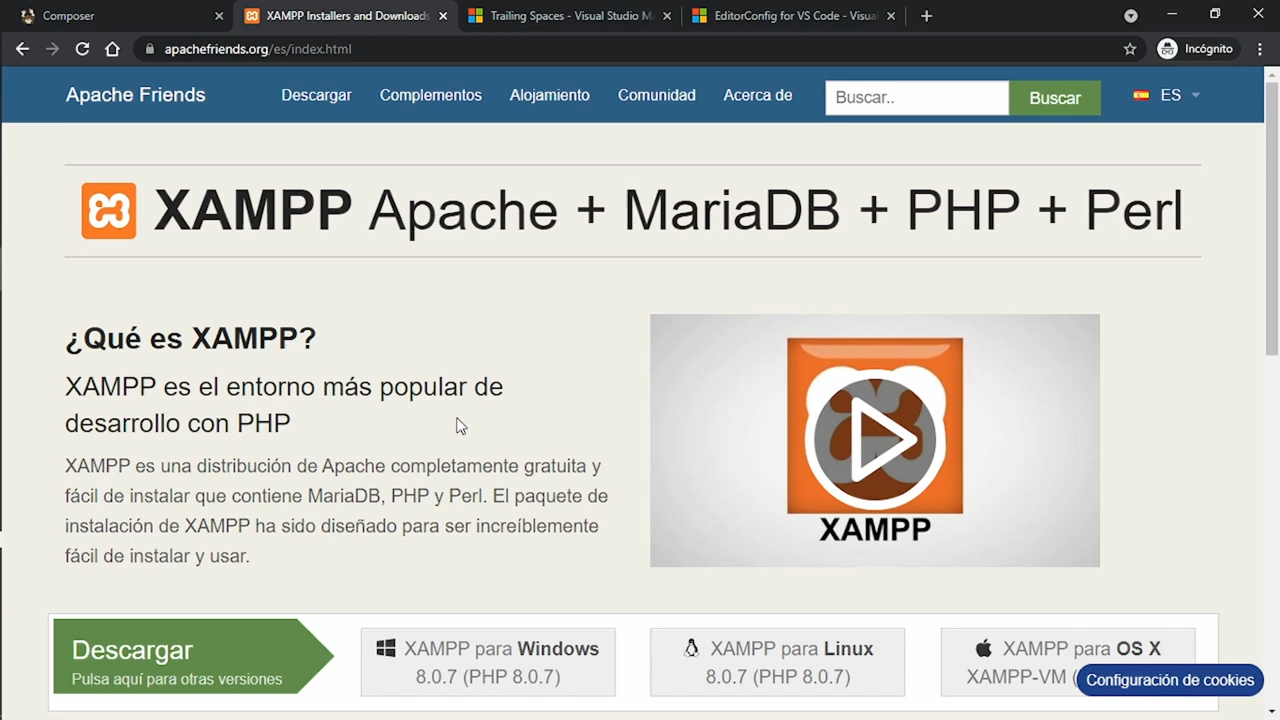 Composer
XAMPP Installers and Downloads
Trailing Spaces - Visual Studio M
EditorConfig for VS Code - Visual
apachefriends.org/es/index.html
Incógnito
Apache Friends
Descargar
Complementos
Alojamiento
Comunidad
Acerca de
Buscar..
Buscar
ES
XAMPP Apache + MariaDB + PHP + Perl
¿Qué es XAMPP?
XAMPP es el entorno más popular de
desarrollo con PHP
XAMPP es una distribución de Apache completamente gratuita y
fácil de instalar que contiene MariaDB, PHP y Perl. El paquete de
instalación de XAMPP ha sido diseñado para ser increíblemente
fácil de instalar y usar.
XAMPP
Descargar
Pulsa aquí para otras versiones
XAMPP para Windows
8.0.7 (PHP 8.0.7)
XAMPP para Linux
8.0.7 (PHP 8.0.7)
XAMPP para OS X
XAMPP-VM (
Configuración de cookies